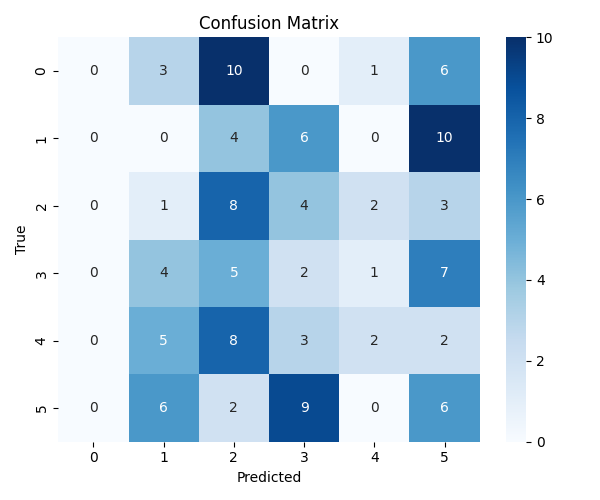 Confusion Matrix
True
0 0 3 10 0 1 6
1 0 0 4 6 0 10
2 0 1 8 4 2 3
3 0 4 5 2 1 7
4 0 5 8 3 2 2
5 0 6 2 9 0 6
0 1 2 3 4 5
Predicted
10
8
6
4
2
0